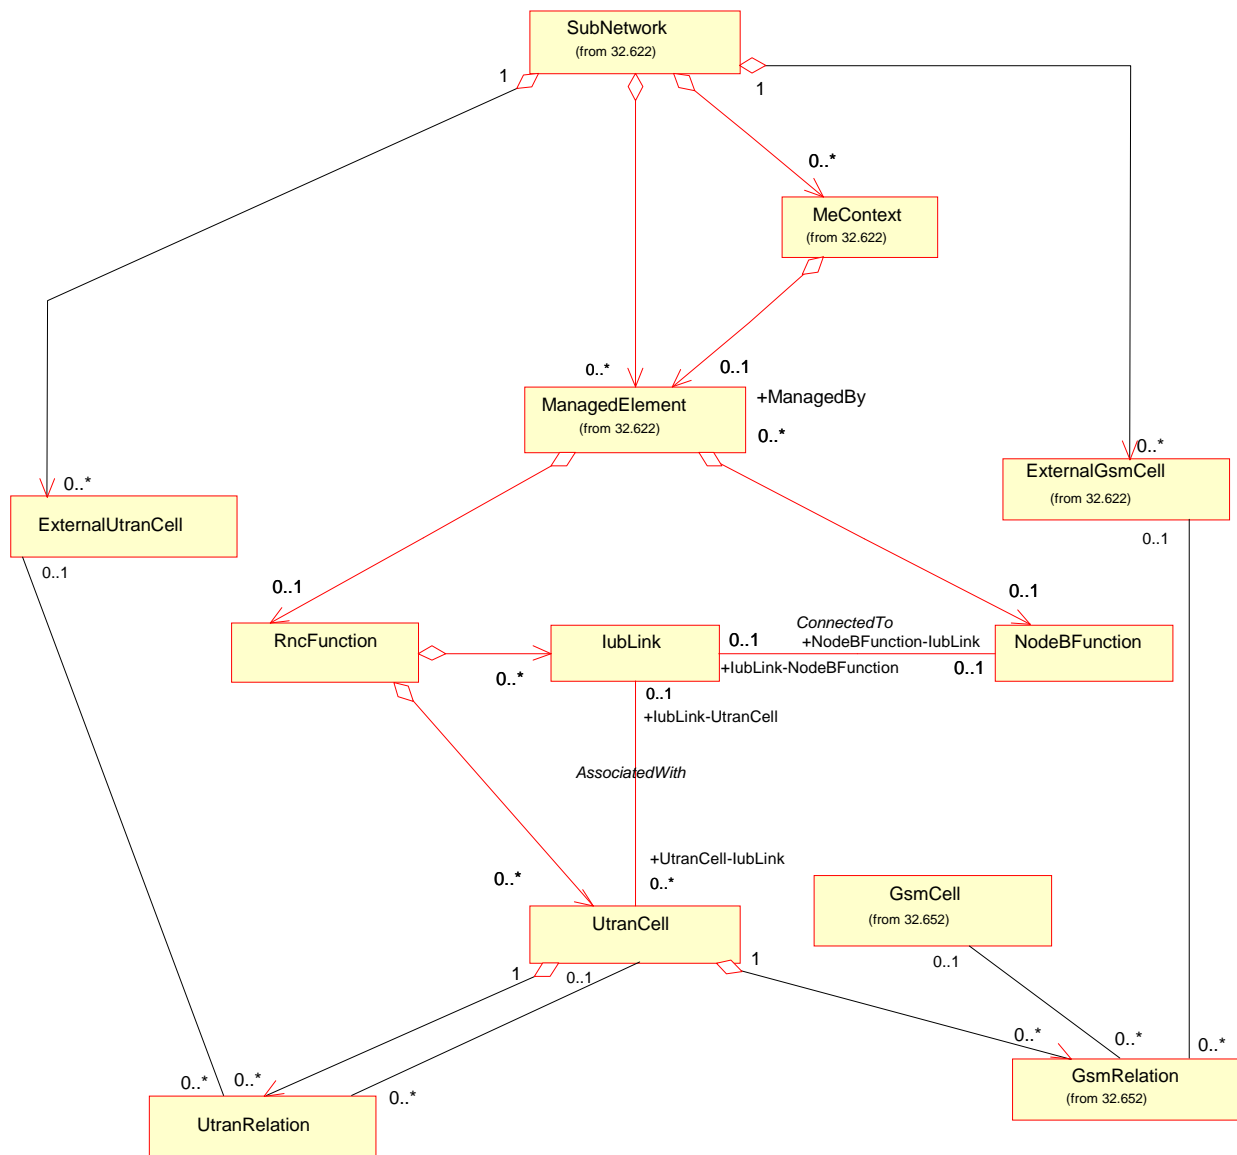 SubNetwork
(from 32.622)
1
1
0..*
MeContext
(from 32.622)
0..*
0..1
+ManagedBy
ManagedElement
(from 32.622)
0..*
0..*
ExternalGsmCell
(from 32.622)
0..*
ExternalUtranCell
0..1
0..1
0..1
0..1
RncFunction
0..*
IubLink
0..1
ConnectedTo
+NodeBFunction-IubLink
+IubLink-NodeBFunction
0..1
NodeBFunction
0..1
+IubLink-UtranCell
AssociatedWith
+UtranCell-IubLink
0..*
0..*
UtranCell
GsmCell
(from 32.652)
1
0..1
1
0..1
0..*
0..*
0..*
0..*
0..*
0..*
UtranRelation
GsmRelation
(from 32.652)